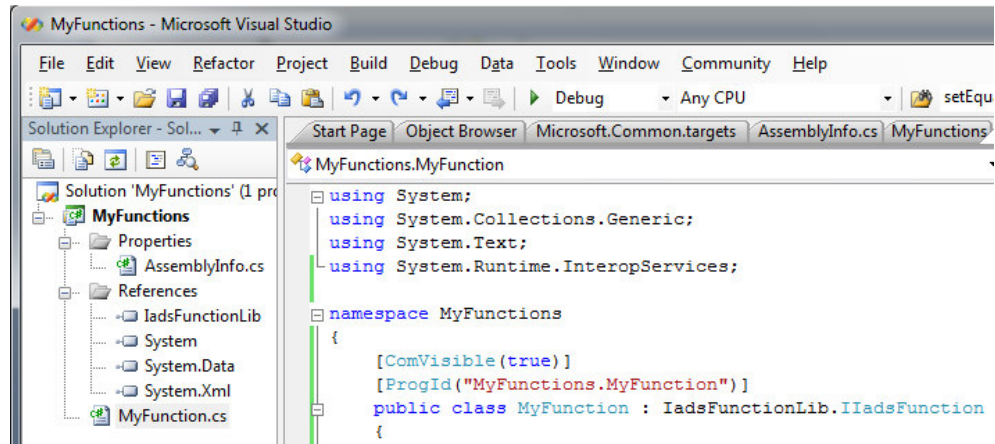 MyFunctions - Microsoft Visual Studio
File Edit View Refactor Project Build Debug Data Tools Window Community Help
Debug Any CPU setEqua
Solution Explorer - Sol...
Start Page Object Browser Microsoft.Common.targets AssemblyInfo.cs MyFunctions
MyFunctions.MyFunction
Solution 'MyFunctions' (1 pro
MyFunctions
Properties
AssemblyInfo.cs
References
IadsFunctionLib
System
System.Data
System.Xml
MyFunction.cs
using System;
using System.Collections.Generic;
using System.Text;
using System.Runtime.InteropServices;
namespace MyFunctions
{
[ComVisible(true)]
[ProgId("MyFunctions.MyFunction")]
public class MyFunction : IadsFunctionLib.IIadsFunction
{